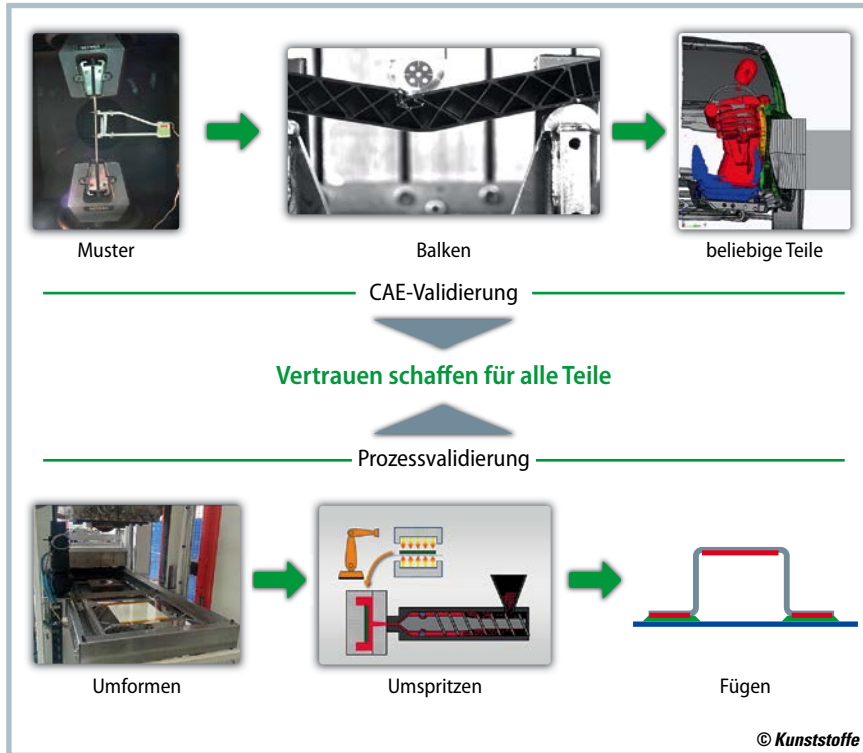 Muster
Balken
beliebige Teile
CAE-Validierung
Vertrauen schaffen für alle Teile
Prozessvalidierung
Umformen
Umspritzen
Fügen
© Kunststoffe